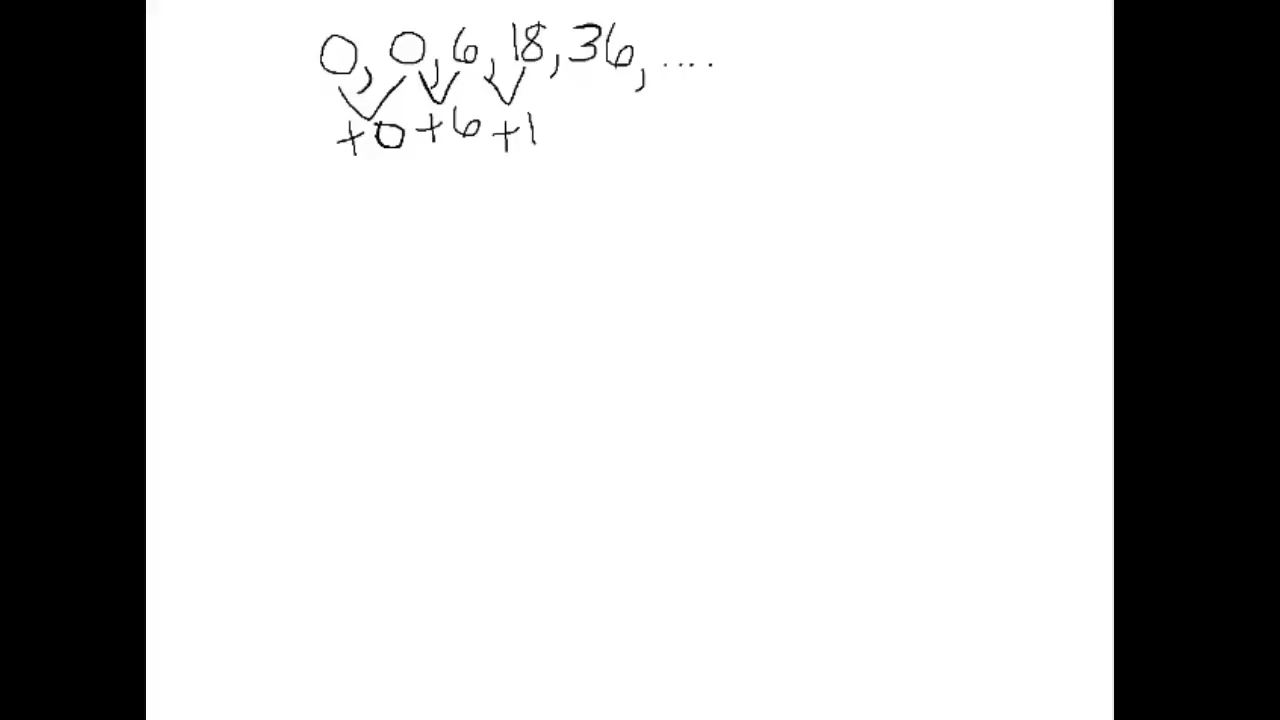 0, 0, 6, 18, 36, ....
+0 +6 +1